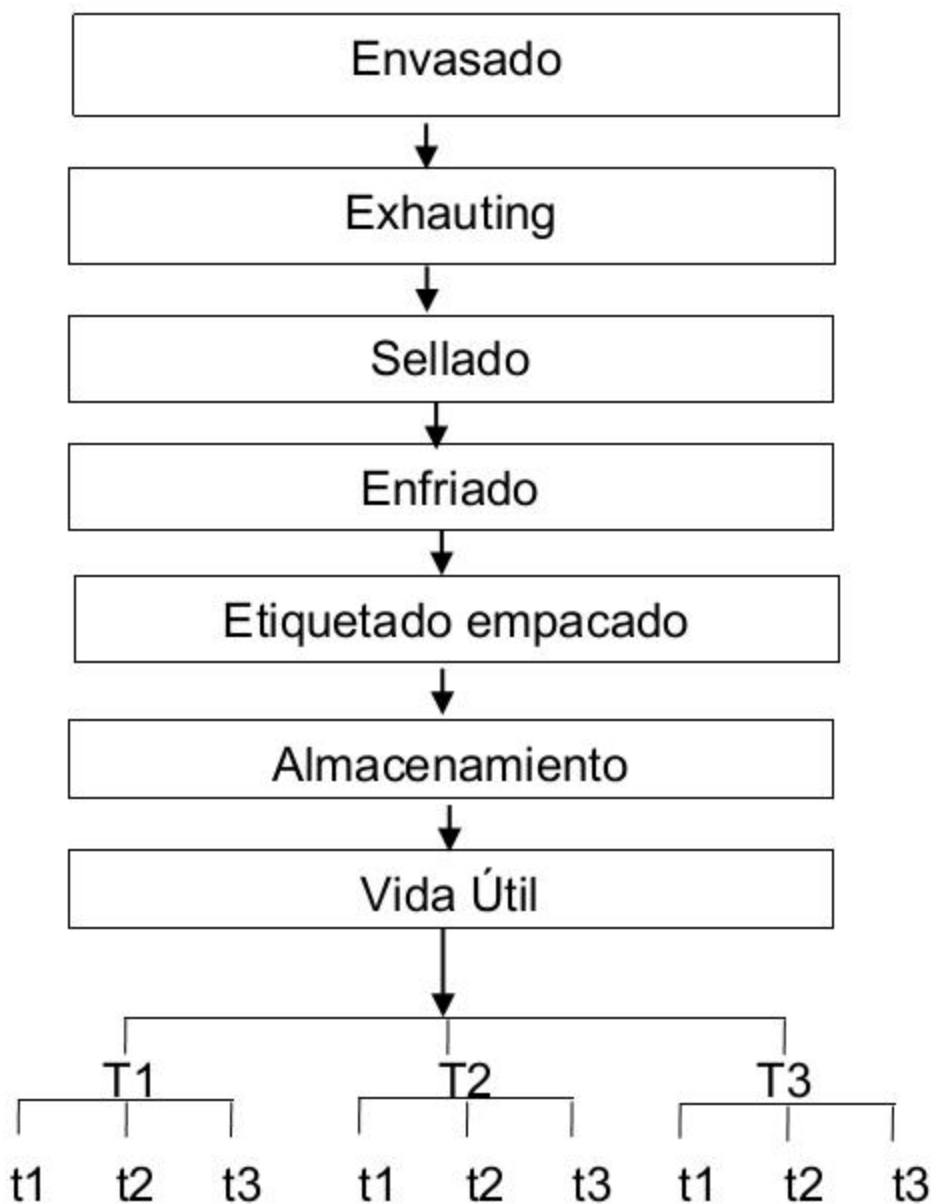 Envasado
Exhauting
Sellado
Enfriado
Etiquetado empacado
Almacenamiento
Vida Útil
T1 T2 T3
t1 t2 t3 t1 t2 t3 t1 t2 t3